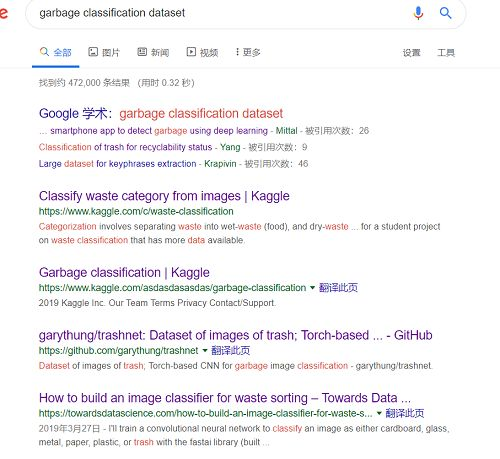 e garbage classification dataset
全部 图片 新闻 视频 更多 设置 工具
找到约 472,000 条结果 （用时 0.32 秒）
Google 学术：garbage classification dataset
... smartphone app to detect garbage using deep learning - Mittal - 被引用次数：26
Classification of trash for recyclability status - Yang - 被引用次数：9
Large dataset for keyphrases extraction - Krapivin - 被引用次数：46
Classify waste category from images | Kaggle
https://www.kaggle.com/c/waste-classification
Categorization involves separating waste into wet-waste (food), and dry-waste ... for a student project
on waste classification that has more data available.
Garbage classification | Kaggle
https://www.kaggle.com/asdasdasasdas/garbage-classification 翻译此页
2019 Kaggle Inc. Our Team Terms Privacy Contact/Support.
garythung/trashnet: Dataset of images of trash; Torch-based ... - GitHub
https://github.com/garythung/trashnet 翻译此页
Dataset of images of trash; Torch-based CNN for garbage image classification - garythung/trashnet.
How to build an image classifier for waste sorting – Towards Data ...
https://towardsdatascience.com/how-to-build-an-image-classifier-for-waste-s... 翻译此页
2019年3月27日 - I'll train a convolutional neural network to classify an image as either cardboard, glass,
metal, paper, plastic, or trash with the fastai library (built ...